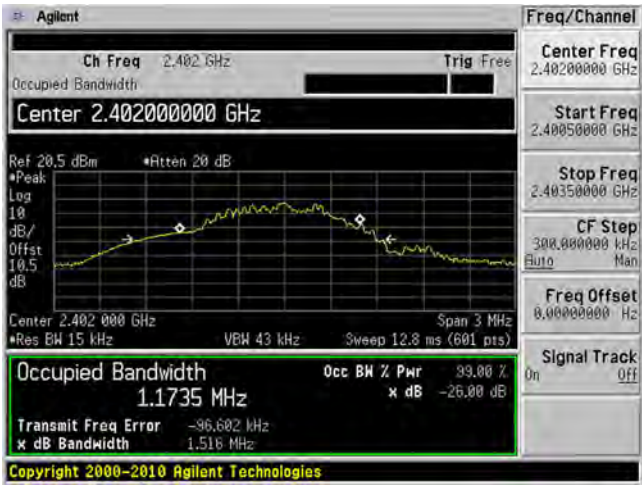 Agilent
Freq/Channel
Ch Freq 2.402 GHz Trig Free
Occupied Bandwidth
Center 2.402000000 GHz
Ref 20.5 dBm •Atten 20 dB
•Peak
Log
10
dB/
Offst
10.5
dB
Center 2.402 000 GHz Span 3 MHz
•Res BW 15 kHz VBW 43 kHz Sweep 12.8 ms (601 pts)
Occupied Bandwidth Occ BW % Pwr 99.00 %
1.1735 MHz x dB -26.00 dB
Transmit Freq Error -96.602 kHz
x dB Bandwidth 1.516 MHz
Copyright 2000-2010 Agilent Technologies
Center Freq
2.40200000 GHz
Start Freq
2.40050000 GHz
Stop Freq
2.40350000 GHz
CF Step
300.000000 kHz
Auto Man
Freq Offset
0.00000000 Hz
Signal Track
On Off